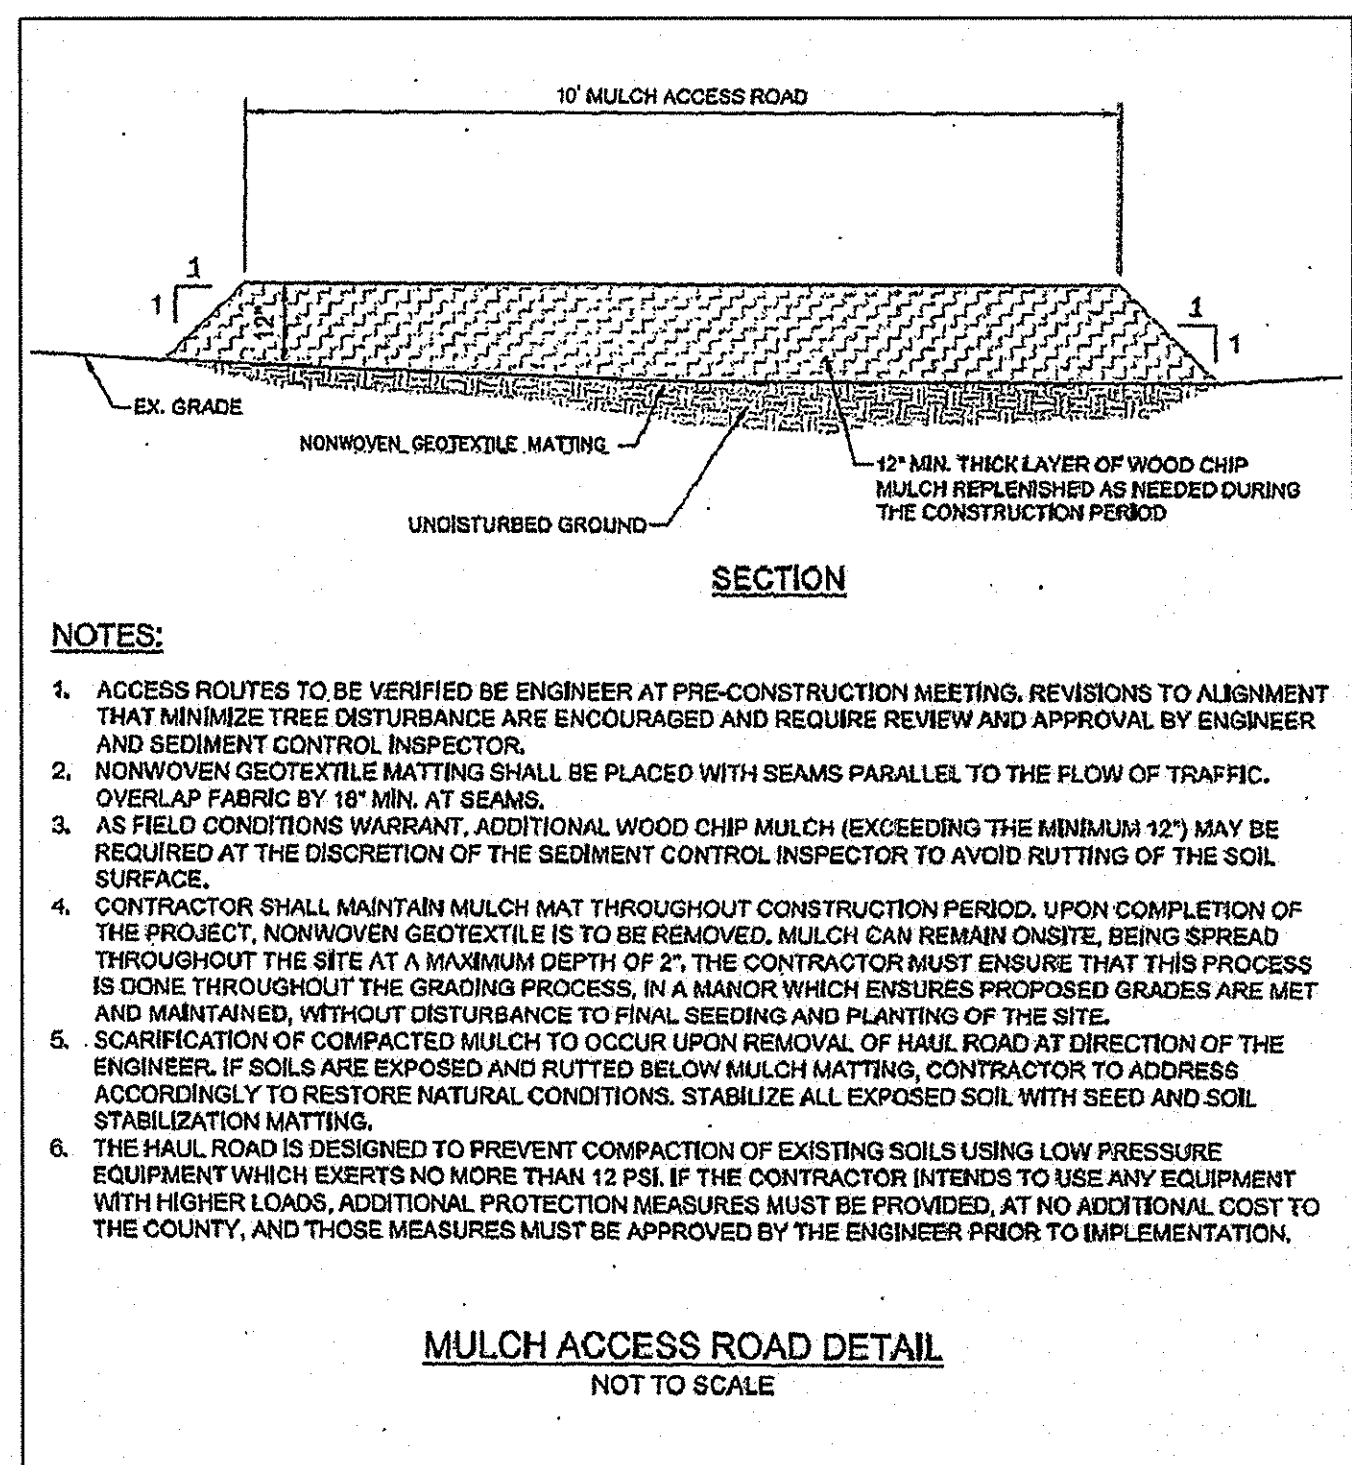 10' MULCH ACCESS ROAD
1
1
12"
1
1
EX. GRADE
NONWOVEN GEOTEXTILE MATTING
12" MIN. THICK LAYER OF WOOD CHIP
MULCH REPLENISHED AS NEEDED DURING
THE CONSTRUCTION PERIOD
UNDISTURBED GROUND
SECTION
NOTES:
1. ACCESS ROUTES TO BE VERIFIED BE ENGINEER AT PRE-CONSTRUCTION MEETING. REVISIONS TO ALIGNMENT
THAT MINIMIZE TREE DISTURBANCE ARE ENCOURAGED AND REQUIRE REVIEW AND APPROVAL BY ENGINEER
AND SEDIMENT CONTROL INSPECTOR.
2. NONWOVEN GEOTEXTILE MATTING SHALL BE PLACED WITH SEAMS PARALLEL TO THE FLOW OF TRAFFIC.
OVERLAP FABRIC BY 18" MIN. AT SEAMS.
3. AS FIELD CONDITIONS WARRANT, ADDITIONAL WOOD CHIP MULCH (EXCEEDING THE MINIMUM 12") MAY BE
REQUIRED AT THE DISCRETION OF THE SEDIMENT CONTROL INSPECTOR TO AVOID RUTTING OF THE SOIL
SURFACE.
4. CONTRACTOR SHALL MAINTAIN MULCH MAT THROUGHOUT CONSTRUCTION PERIOD. UPON COMPLETION OF
THE PROJECT, NONWOVEN GEOTEXTILE IS TO BE REMOVED. MULCH CAN REMAIN ONSITE, BEING SPREAD
THROUGHOUT THE SITE AT A MAXIMUM DEPTH OF 2". THE CONTRACTOR MUST ENSURE THAT THIS PROCESS
IS DONE THROUGHOUT THE GRADING PROCESS, IN A MANOR WHICH ENSURES PROPOSED GRADES ARE MET
AND MAINTAINED, WITHOUT DISTURBANCE TO FINAL SEEDING AND PLANTING OF THE SITE.
5. SCARIFICATION OF COMPACTED MULCH TO OCCUR UPON REMOVAL OF HAUL ROAD AT DIRECTION OF THE
ENGINEER. IF SOILS ARE EXPOSED AND RUTTED BELOW MULCH MATTING, CONTRACTOR TO ADDRESS
ACCORDINGLY TO RESTORE NATURAL CONDITIONS. STABILIZE ALL EXPOSED SOIL WITH SEED AND SOIL
STABILIZATION MATTING.
6. THE HAUL ROAD IS DESIGNED TO PREVENT COMPACTION OF EXISTING SOILS USING LOW PRESSURE
EQUIPMENT WHICH EXERTS NO MORE THAN 12 PSI. IF THE CONTRACTOR INTENDS TO USE ANY EQUIPMENT
WITH HIGHER LOADS, ADDITIONAL PROTECTION MEASURES MUST BE PROVIDED, AT NO ADDITIONAL COST TO
THE COUNTY, AND THOSE MEASURES MUST BE APPROVED BY THE ENGINEER PRIOR TO IMPLEMENTATION.
MULCH ACCESS ROAD DETAIL
NOT TO SCALE